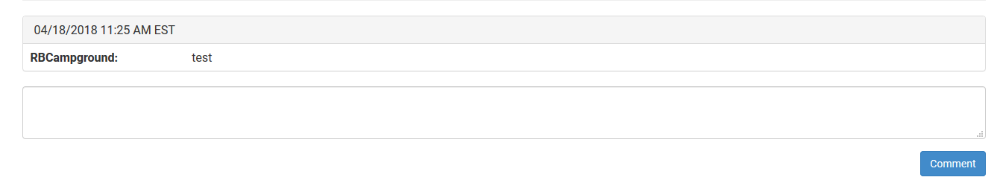 04/18/2018 11:25 AM EST
RBCampground: test
Comment